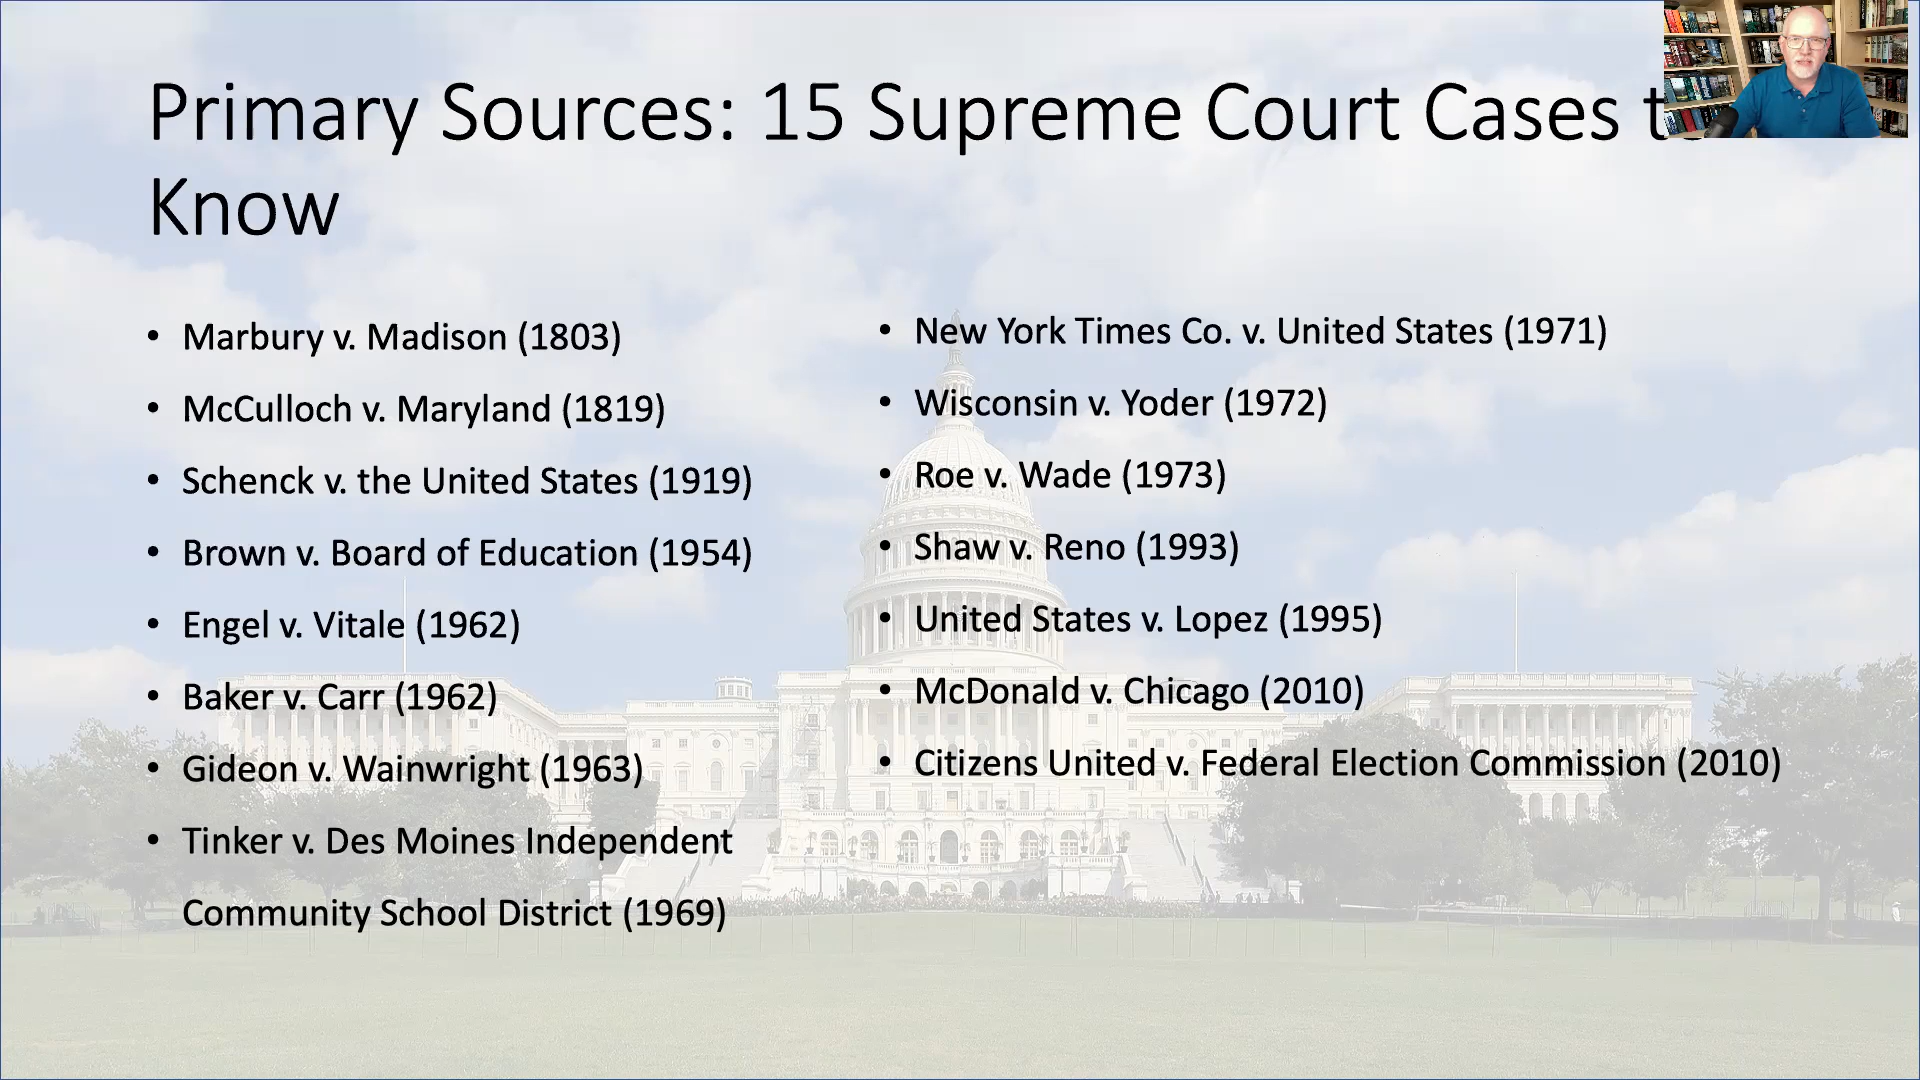 Primary Sources: 15 Supreme Court Cases
Know
• Marbury v. Madison (1803)
• McCulloch v. Maryland (1819)
• Schenck v. the United States (1919)
• Brown v. Board of Education (1954)
• Engel v. Vitale (1962)
• Baker v. Carr (1962)
• Gideon v. Wainwright (1963)
• Tinker v. Des Moines Independent
Community School District (1969)
• New York Times Co. v. United States (1971)
• Wisconsin v. Yoder (1972)
• Roe v. Wade (1973)
• Shaw v. Reno (1993)
• United States v. Lopez (1995)
• McDonald v. Chicago (2010)
• Citizens United v. Federal Election Commission (2010)